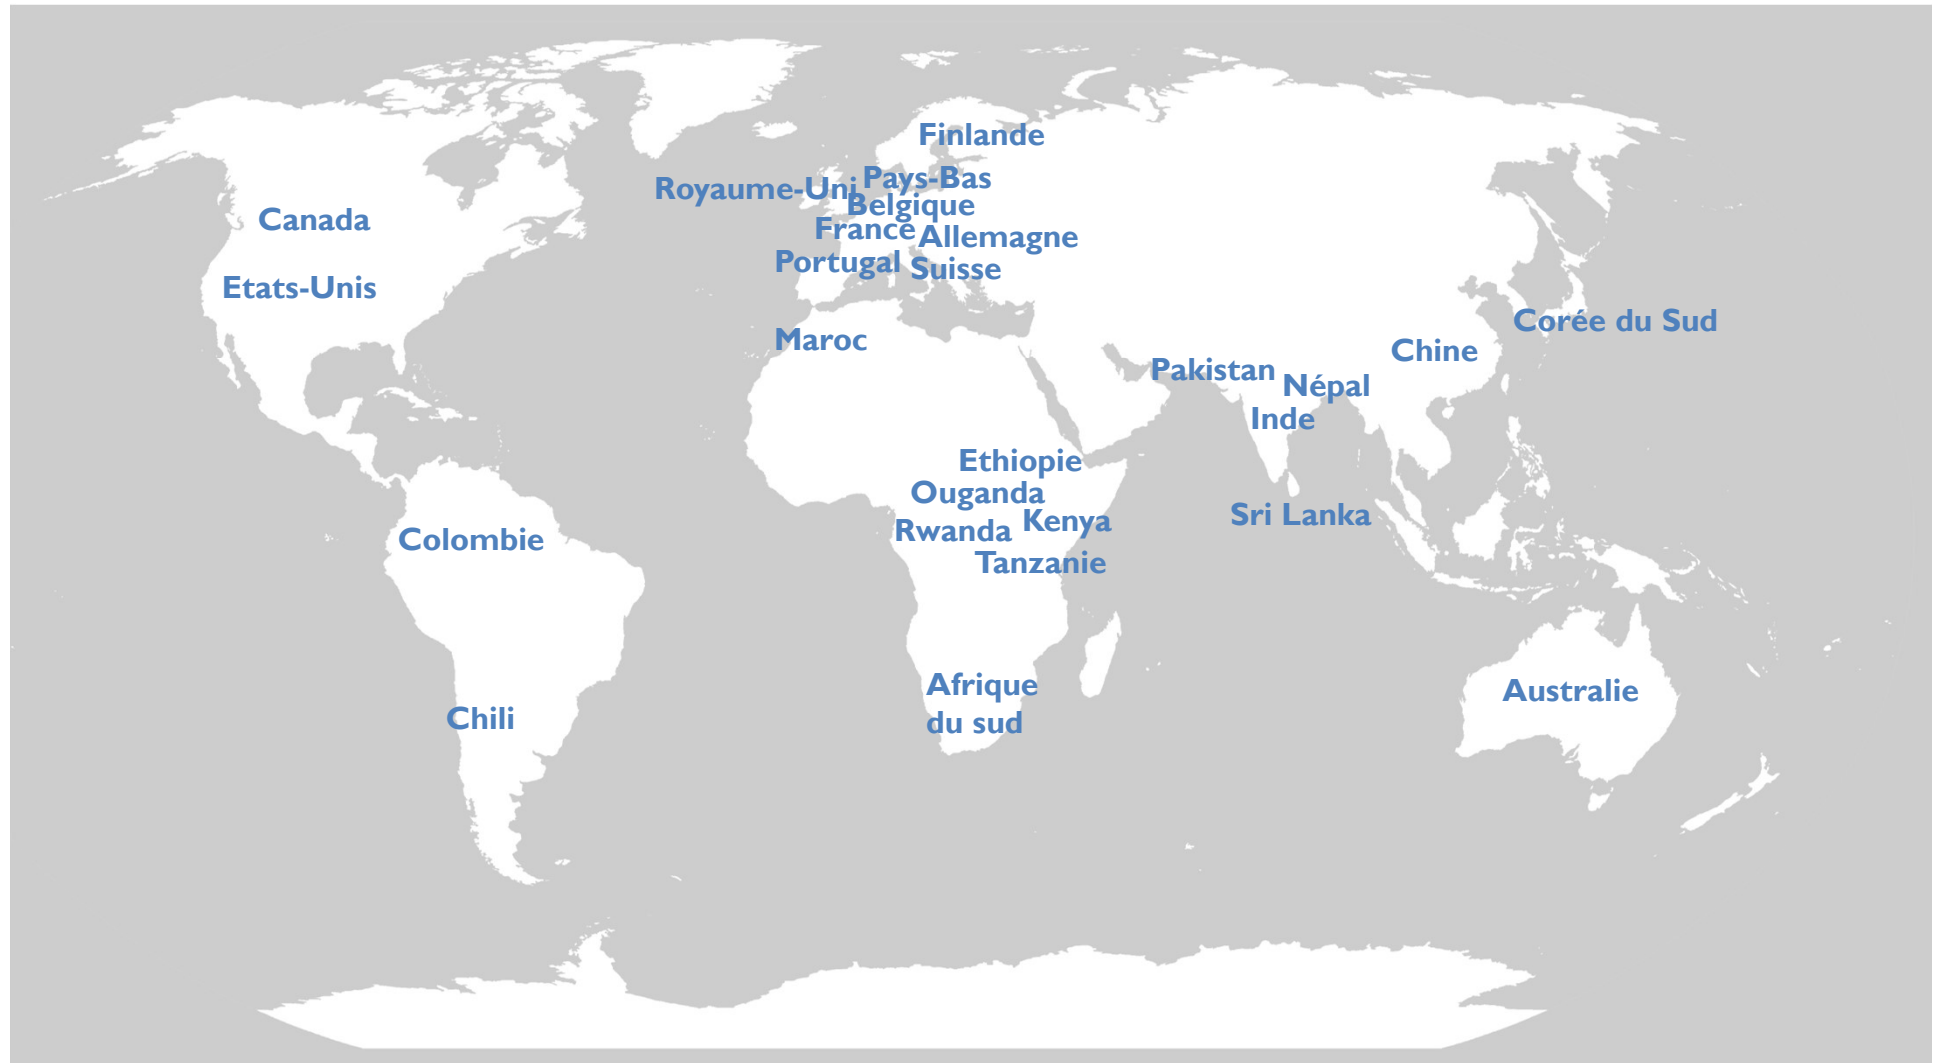 Finlande
Pays-Bas
Royaume-Uni
Belgique
Canada
France
Allemagne
Portugal
Suisse
Etats-Unis
Corée du Sud
Maroc
Chine
Pakistan
Népal
Inde
Ethiopie
Ouganda
Sri Lanka
Kenya
Rwanda
Colombie
Tanzanie
Afrique
du sud
Australie
Chili